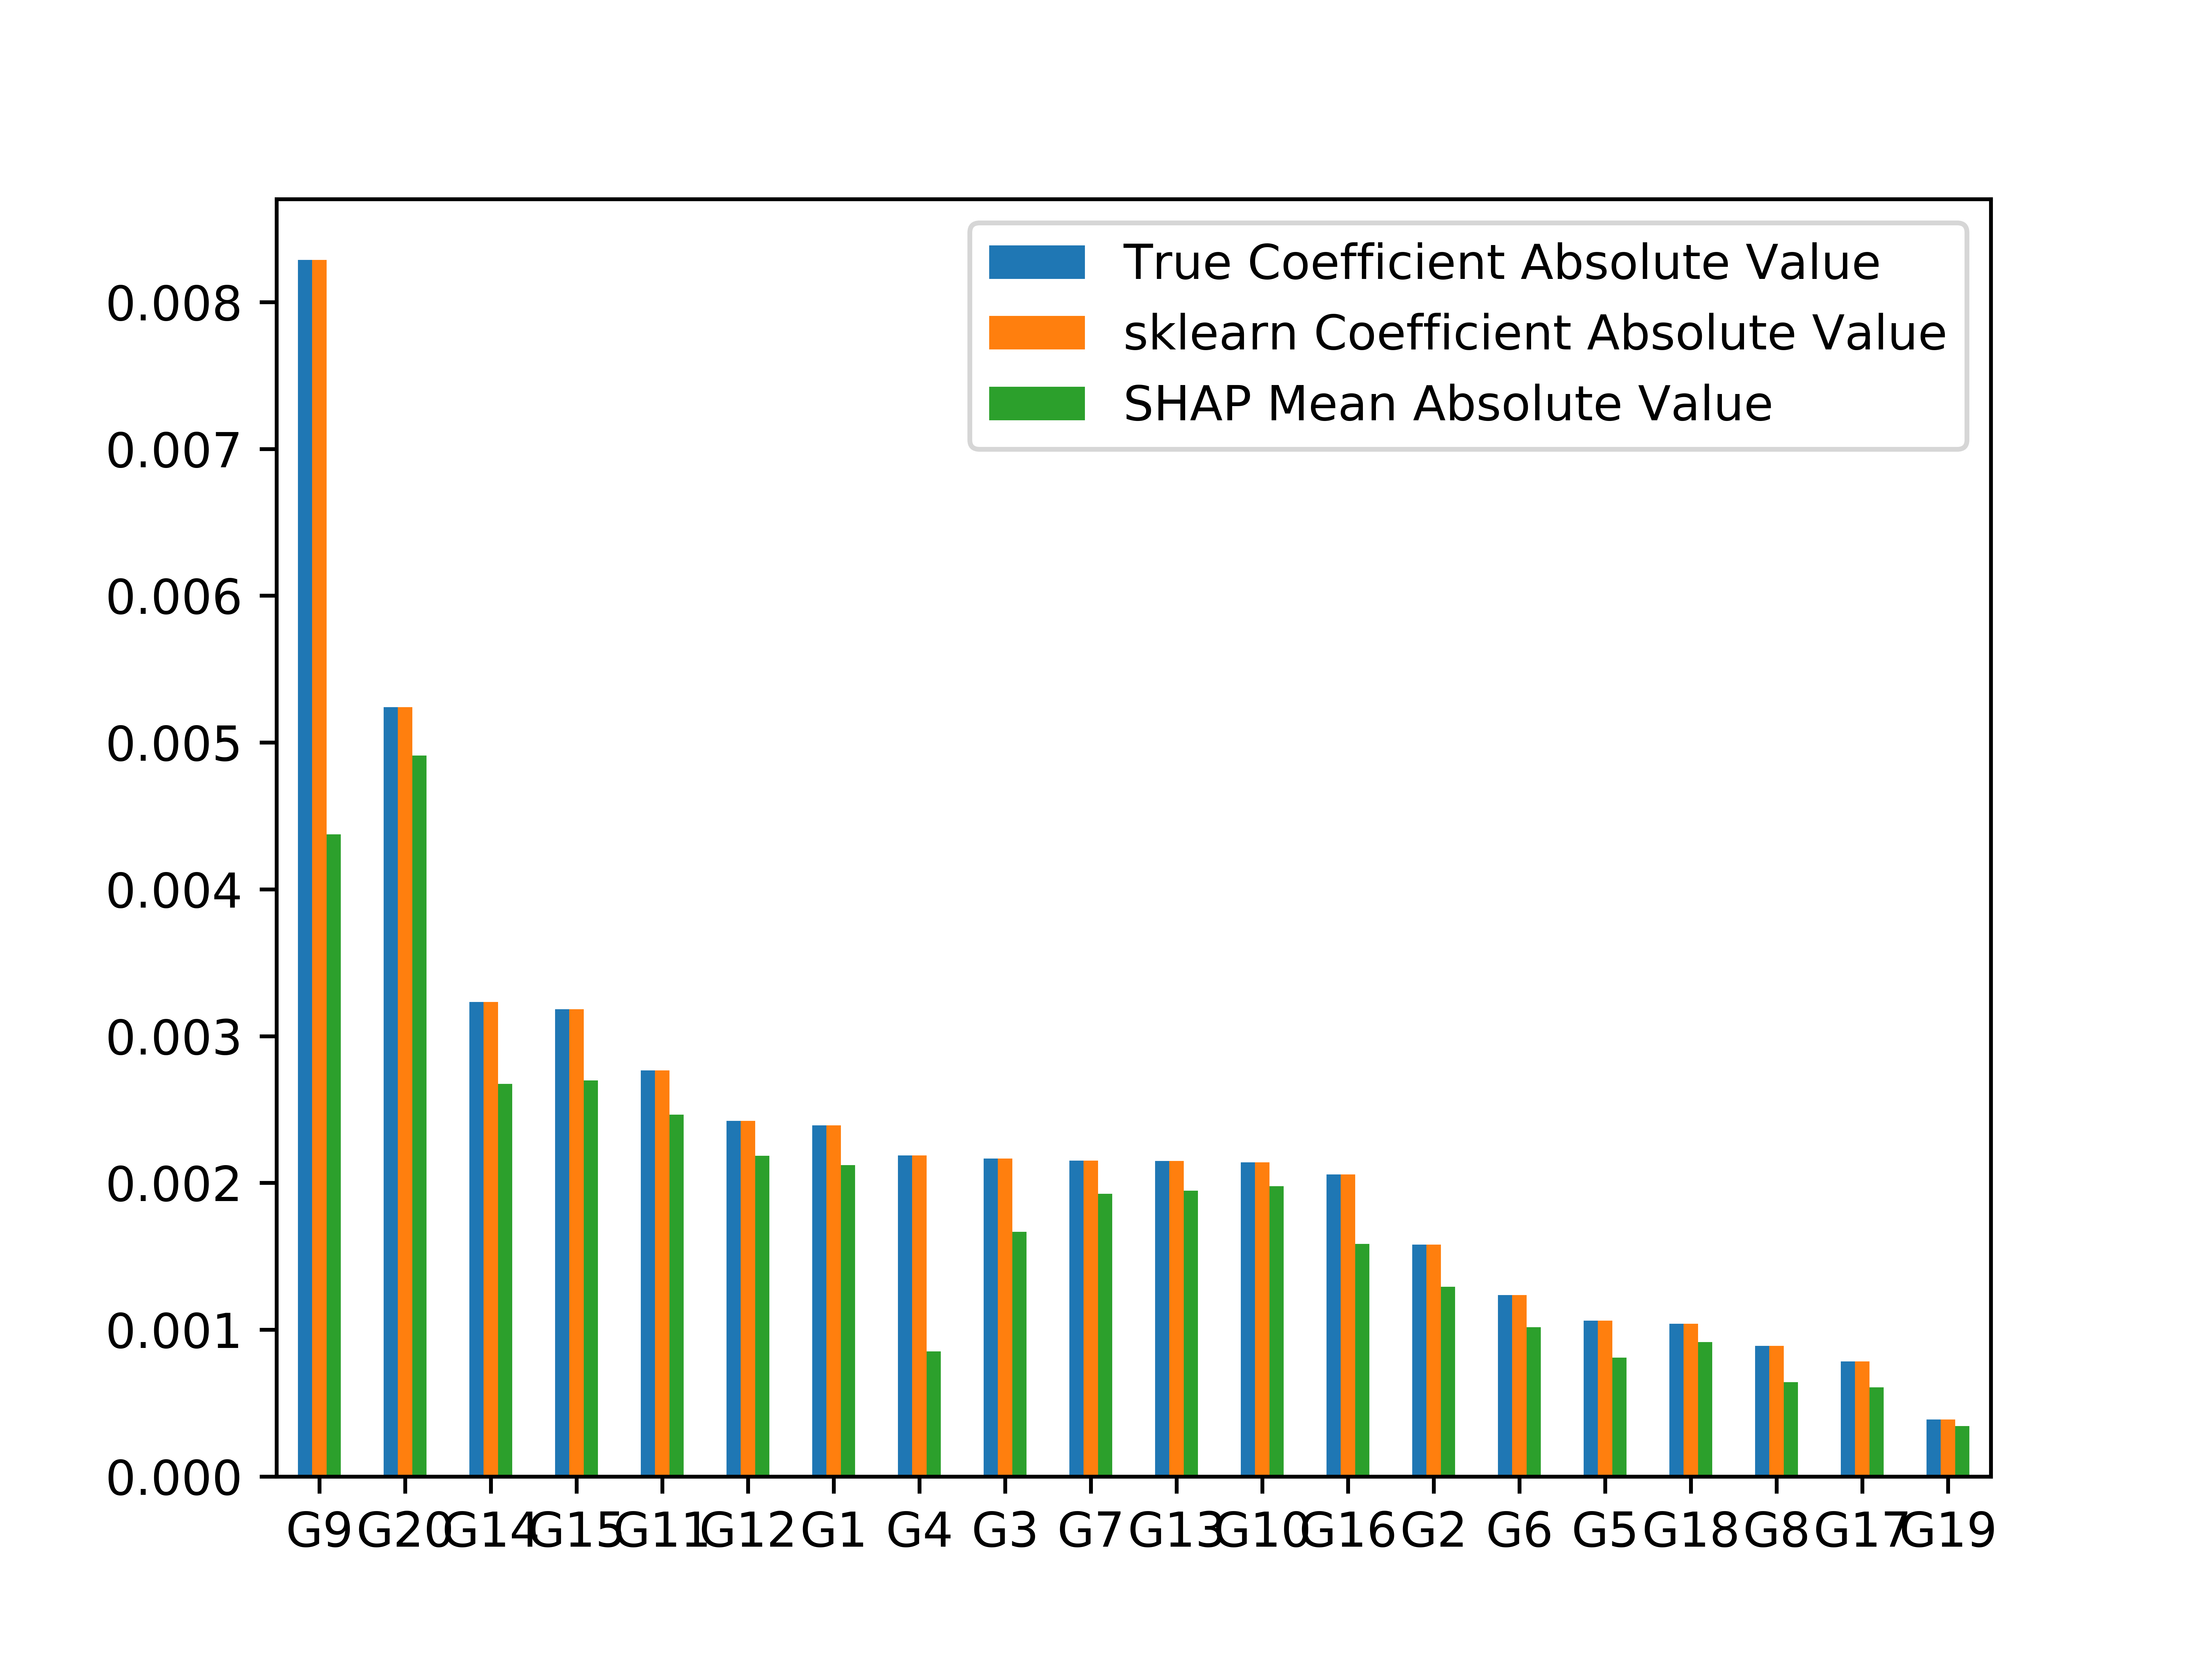 True Coefficient Absolute Value
sklearn Coefficient Absolute Value
SHAP Mean Absolute Value
0.008
0.007
0.006
0.005
0.004
0.003
0.002
0.001
0.000
G9 G20 G14 G15 G11 G12 G1 G4 G3 G7 G13 G10 G16 G2 G6 G5 G18 G8 G17 G19